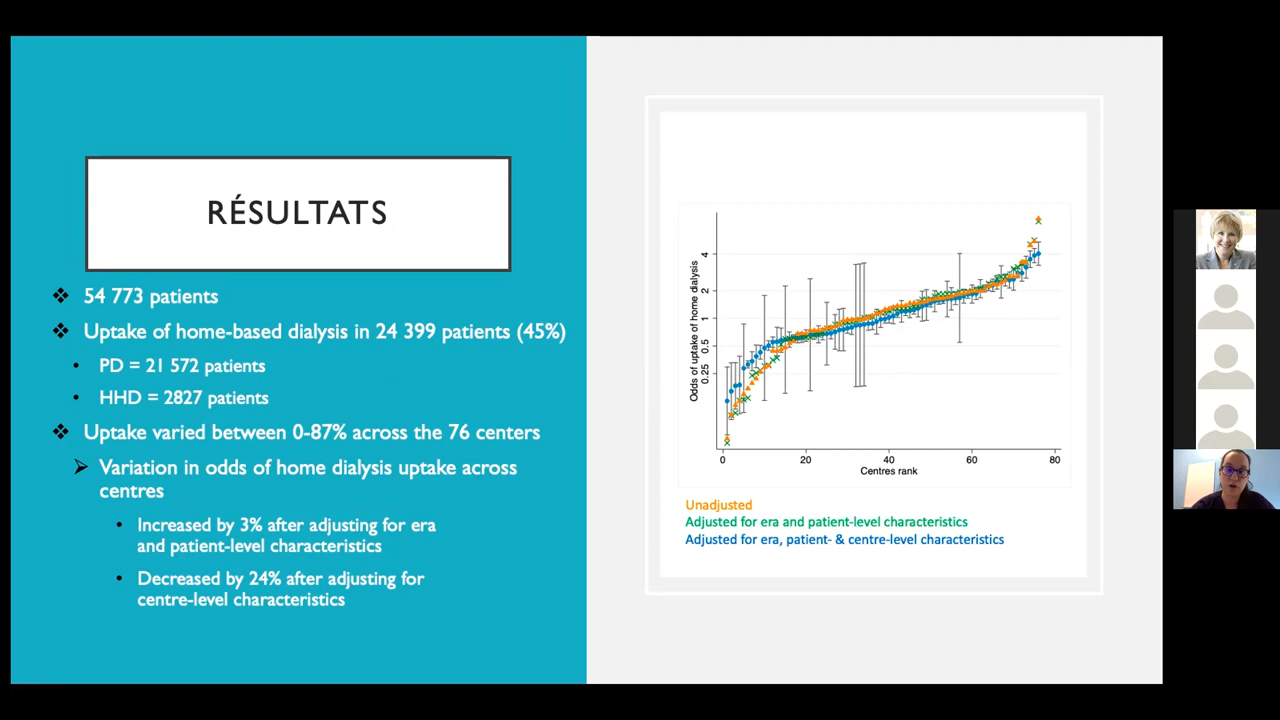 RÉSULTATS
❖ 54 773 patients
❖ Uptake of home-based dialysis in 24 399 patients (45%)
• PD = 21 572 patients
• HHD = 2827 patients
❖ Uptake varied between 0-87% across the 76 centers
➢ Variation in odds of home dialysis uptake across
centres
• Increased by 3% after adjusting for era
and patient-level characteristics
• Decreased by 24% after adjusting for
centre-level characteristics
Odds of uptake of home dialysis
4
2
1
0.5
0.25
0 20 40 60 80
Centres rank
Unadjusted
Adjusted for era and patient-level characteristics
Adjusted for era, patient- & centre-level characteristics